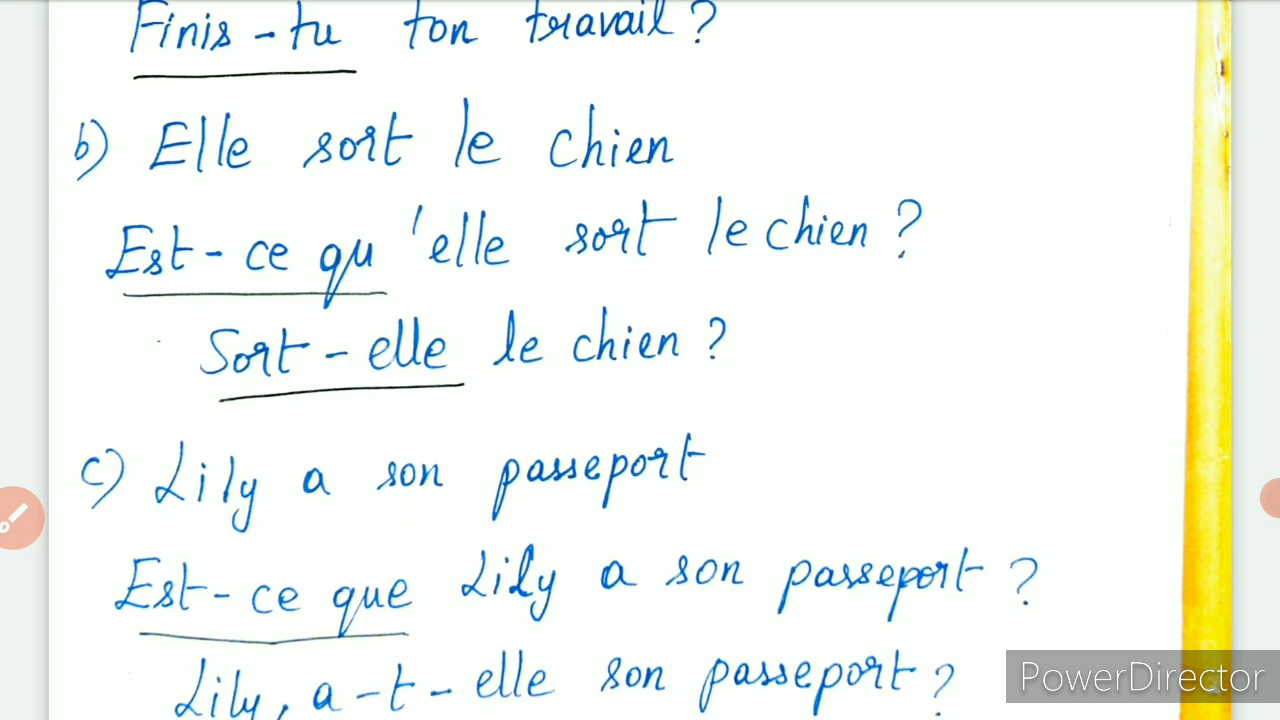 Finis-tu ton travail ?
b) Elle sort le chien
Est-ce qu'elle sort le chien ?
Sort-elle le chien ?
c) Lily a son passeport
Est-ce que Lily a son passeport ?
Lily, a-t-elle son passeport ?
PowerDirector